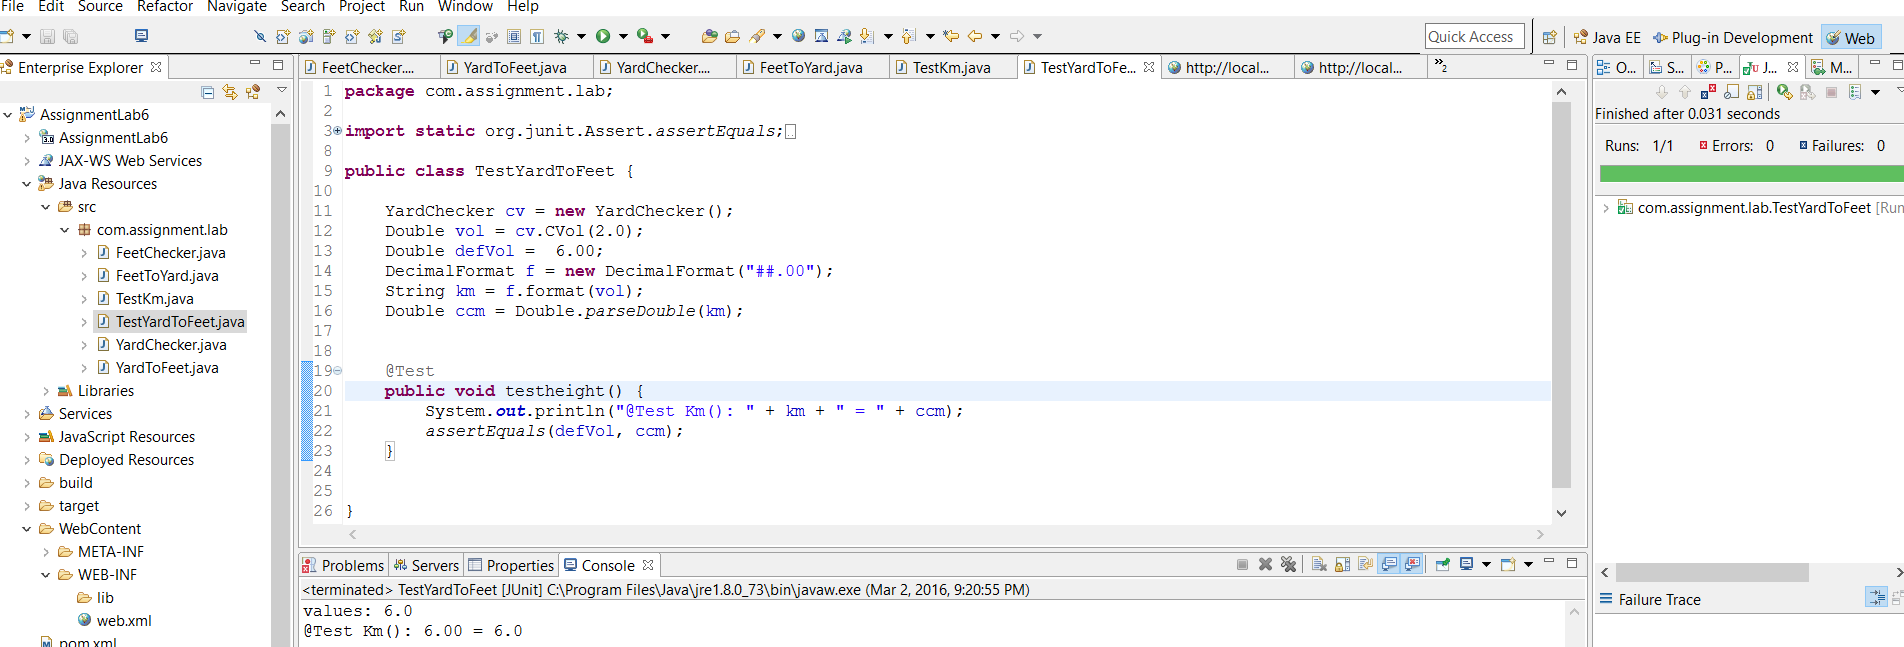 File Edit Source Refactor Navigate Search Project Run Window Help
Quick Access Java EE Plug-in Development Web
Enterprise Explorer
AssignmentLab6
AssignmentLab6
JAX-WS Web Services
Java Resources
src
com.assignment.lab
FeetChecker.java
FeetToYard.java
TestKm.java
TestYardToFeet.java
YardChecker.java
YardToFeet.java
Libraries
Services
JavaScript Resources
Deployed Resources
build
target
WebContent
META-INF
WEB-INF
lib
web.xml
pom.xml
FeetChecker.... YardToFeet.java YardChecker.... FeetToYard.java TestKm.java TestYardToFe... http://local... http://local... »2
1 package com.assignment.lab;
2
3 import static org.junit.Assert.assertEquals;
8
9 public class TestYardToFeet {
10
11 YardChecker cv = new YardChecker();
12 Double vol = cv.CVol(2.0);
13 Double defVol = 6.00;
14 DecimalFormat f = new DecimalFormat("##.00");
15 String km = f.format(vol);
16 Double ccm = Double.parseDouble(km);
17
18
19 @Test
20 public void testheight() {
21 System.out.println("@Test Km(): " + km + " = " + ccm);
22 assertEquals(defVol, ccm);
23 }
24
25
26 }
Problems Servers Properties Console
<terminated> TestYardToFeet [JUnit] C:\Program Files\Java\jre1.8.0_73\bin\javaw.exe (Mar 2, 2016, 9:20:55 PM)
values: 6.0
@Test Km(): 6.00 = 6.0
O... S... P... J... M...
Finished after 0.031 seconds
Runs: 1/1 Errors: 0 Failures: 0
com.assignment.lab.TestYardToFeet [Run
Failure Trace